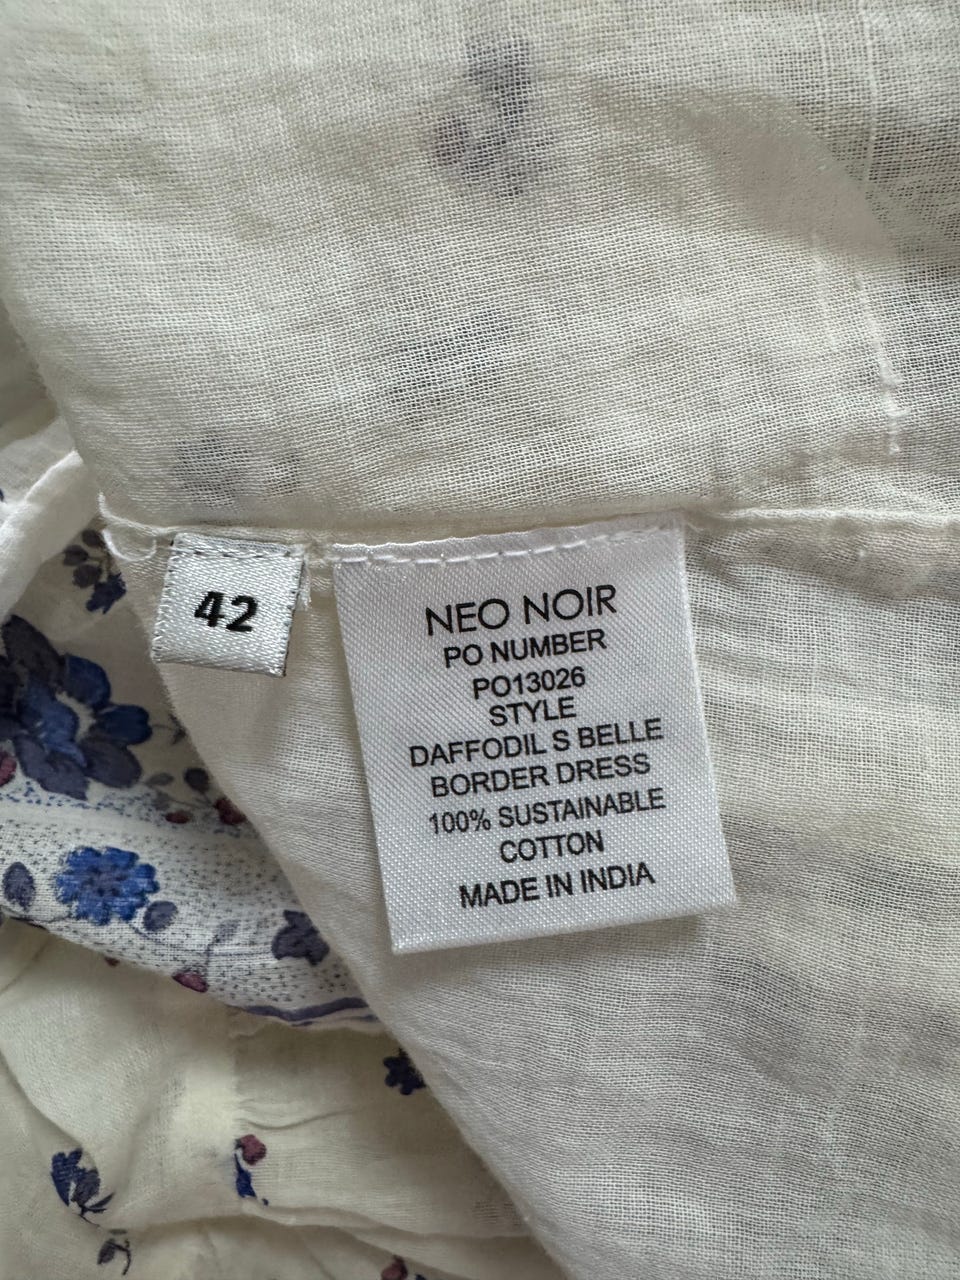 42
NEO NOIR
PO NUMBER
PO13026
STYLE
DAFFODIL S BELLE
BORDER DRESS
100% SUSTAINABLE
COTTON
MADE IN INDIA